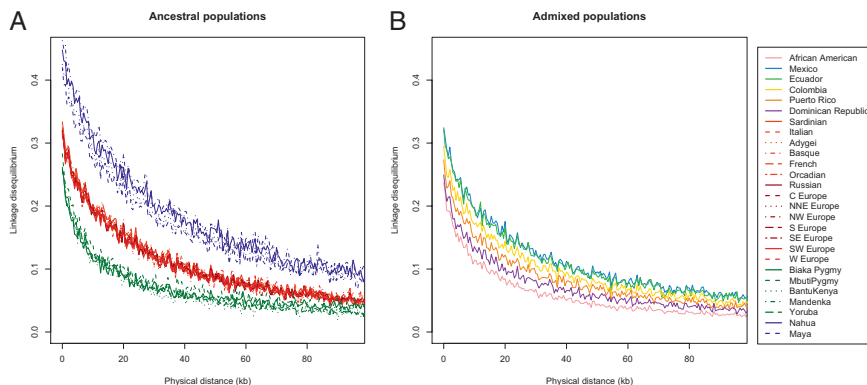 A
Ancestral populations
Linkage disequilibrium
0.4
0.3
0.2
0.1
0.0
0 20 40 60 80
Physical distance (kb)
B
Admixed populations
Linkage disequilibrium
0.4
0.3
0.2
0.1
0.0
0 20 40 60 80
Physical distance (kb)
African American
Mexico
Ecuador
Colombia
Puerto Rico
Dominican Republic
Sardinian
Italian
Adygei
Basque
French
Orcadian
Russian
C Europe
NNE Europe
NW Europe
S Europe
SE Europe
SW Europe
W Europe
Biaka Pygmy
MbutiPygmy
BantuKenya
Mandenka
Yoruba
Nahua
Maya